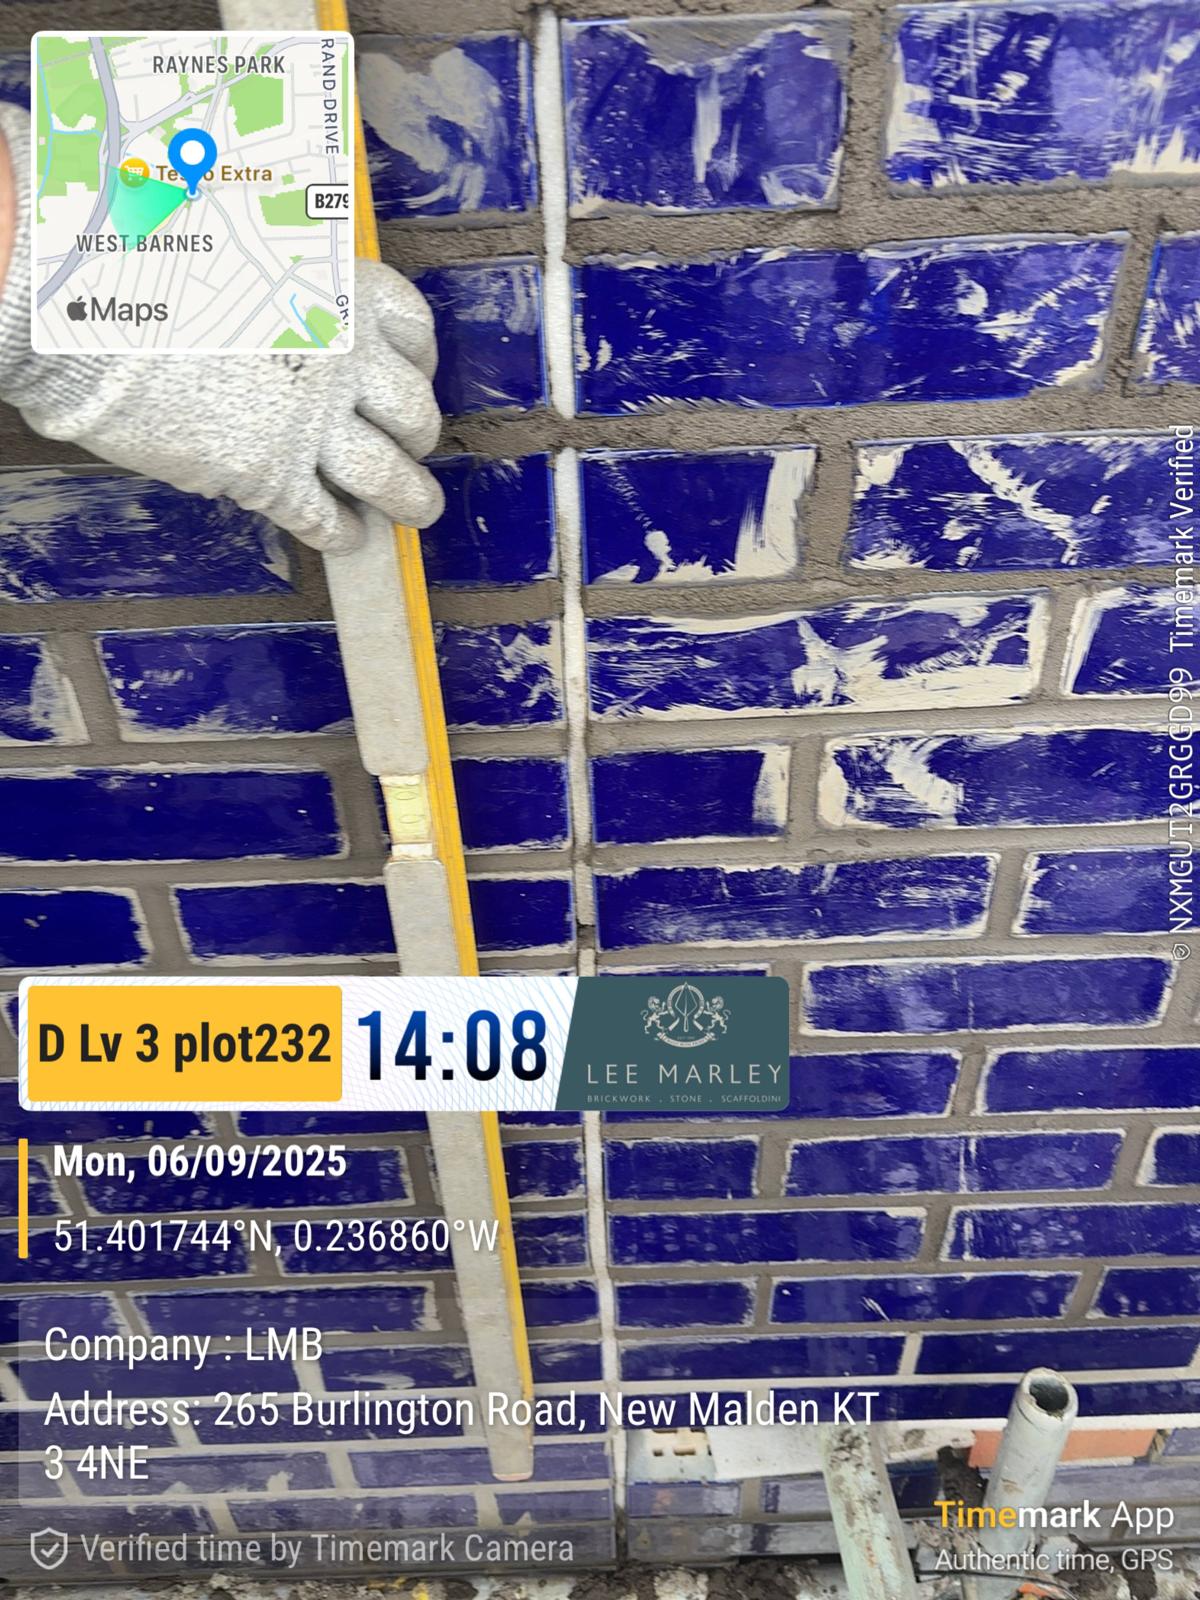 RAYNES PARK
RAND DRIVE
Extra
B279
WEST BARNES
Maps
NXMGUT2GRGGD99 Timemark Verified
D Lv 3 plot232
14:08
LEE MARLEY
BRICKWORK . STONE . SCAFFOLDIN
Mon, 06/09/2025
51.401744°N, 0.236860°W
Company : LMB
Address: 265 Burlington Road, New Malden KT
3 4NE
Verified time by Timemark Camera
Timemark App
Authentic time, GPS